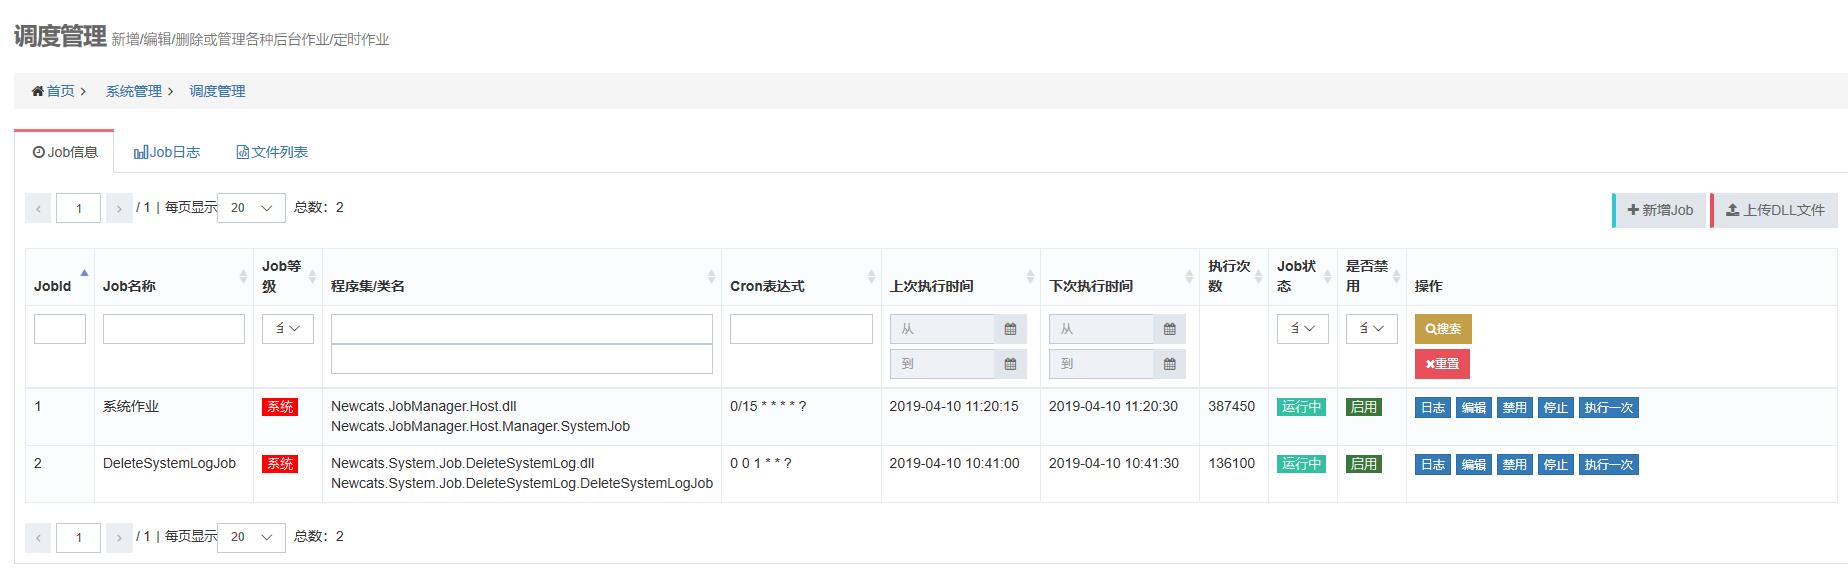 调度管理 新增/编辑/删除或管理各种后台作业/定时作业
首页 系统管理 调度管理
Job信息 Job日志 文件列表
1 / 1 | 每页显示 20 总数：2 新增Job 上传DLL文件
JobId Job名称 Job等级 程序集/类名 Cron表达式 上次执行时间 下次执行时间 执行次数 Job状态 是否禁用 操作
从 从 搜索
到 到 重置
1 系统作业 系统 Newcats.JobManager.Host.dll 0/15 * * * * ? 2019-04-10 11:20:15 2019-04-10 11:20:30 387450 运行中 启用 日志 编辑 禁用 停止 执行一次
Newcats.JobManager.Host.Manager.SystemJob
2 DeleteSystemLogJob 系统 Newcats.System.Job.DeleteSystemLog.dll 0 0 1 * * ? 2019-04-10 10:41:00 2019-04-10 10:41:30 136100 运行中 启用 日志 编辑 禁用 停止 执行一次
Newcats.System.Job.DeleteSystemLog.DeleteSystemLogJob
1 / 1 | 每页显示 20 总数：2